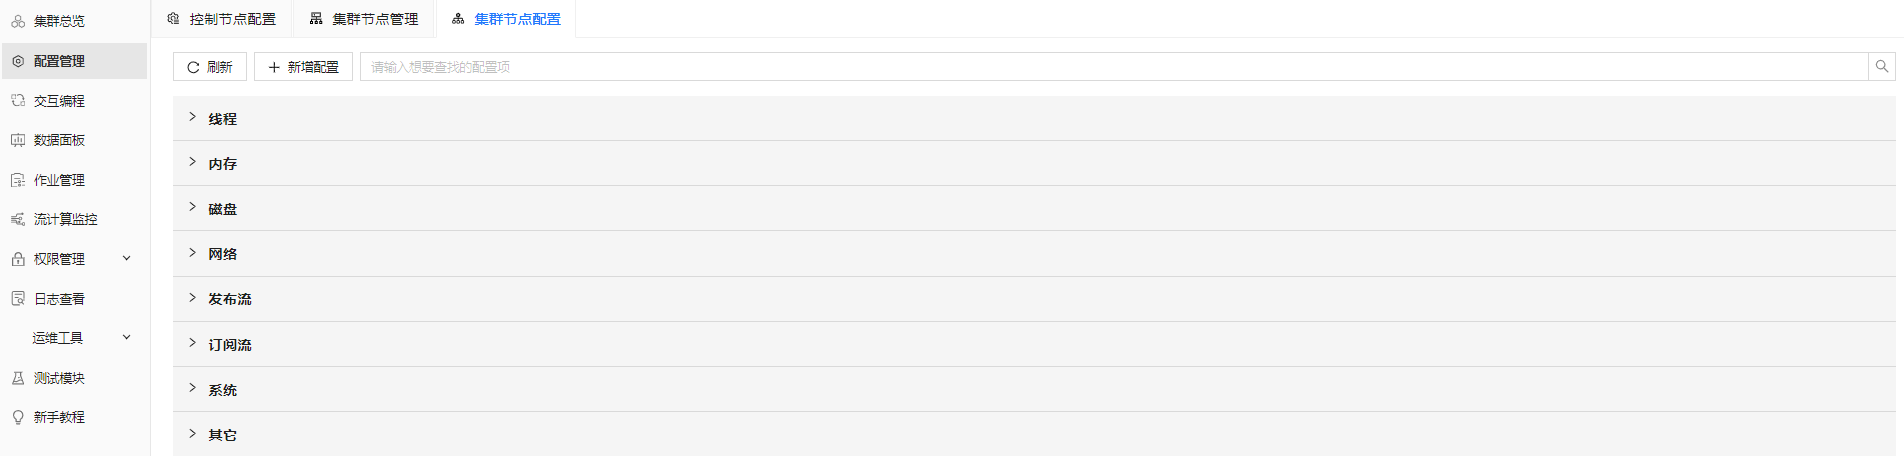 集群总览
配置管理
交互编程
数据面板
作业管理
流计算监控
权限管理
日志查看
运维工具
测试模块
新手教程
控制节点配置
集群节点管理
集群节点配置
刷新
新增配置
请输入想要查找的配置项
线程
内存
磁盘
网络
发布流
订阅流
系统
其它